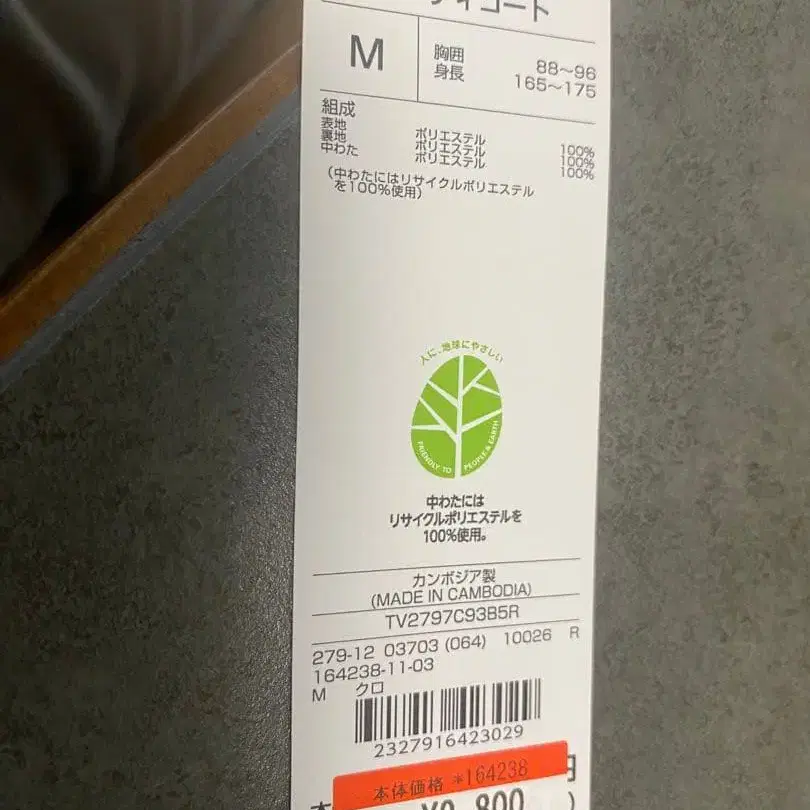 ィコート
M
胸囲 88〜96
身長 165〜175
組成
表地 ポリエステル 100%
裏地 ポリエステル 100%
中わた ポリエステル 100%
(中わたにはリサイクルポリエステル
を100%使用)
人に、地球にやさしい
FRIENDLY TO PEOPLE & EARTH
中わたには
リサイクルポリエステルを
100%使用。
カンボジア製
(MADE IN CAMBODIA)
TV2797C93B5R
279-12 03703 (064) 10026 R
164238-11-03
M クロ
2327916423029
本体価格 *164238
円
,800